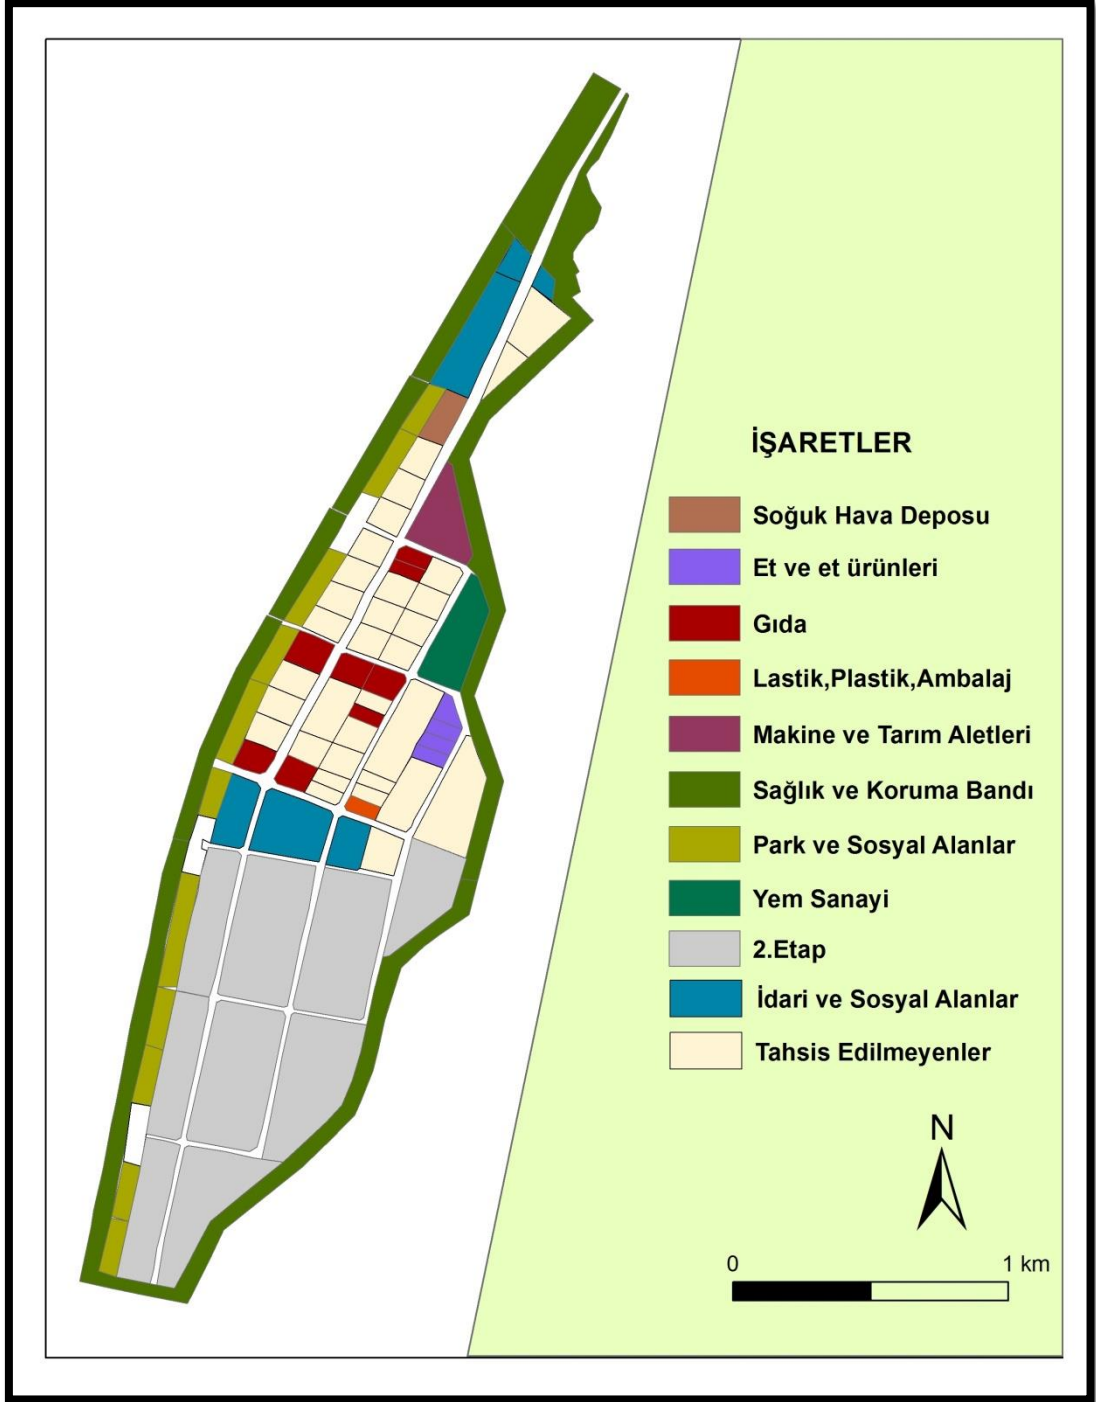 İŞARETLER
Soğuk Hava Deposu
Et ve et ürünleri
Gıda
Lastik,Plastik,Ambalaj
Makine ve Tarım Aletleri
Sağlık ve Koruma Bandı
Park ve Sosyal Alanlar
Yem Sanayi
2.Etap
İdari ve Sosyal Alanlar
Tahsis Edilmeyenler
N
0 1 km